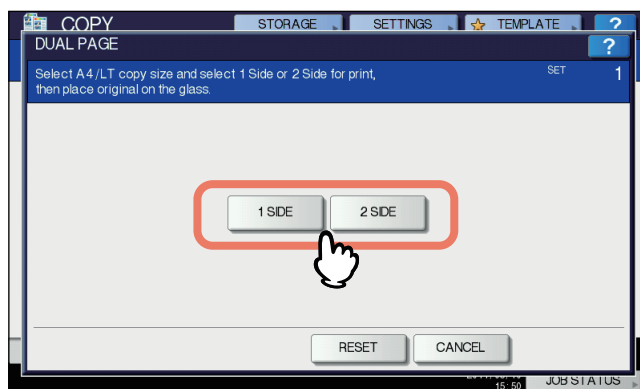 COPY STORAGE SETTINGS TEMPLATE ?
DUAL PAGE ?
Select A4/LT copy size and select 1 Side or 2 Side for print,
then place original on the glass.
SET 1
1 SIDE 2 SIDE
RESET CANCEL
15:50 JOB STATUS